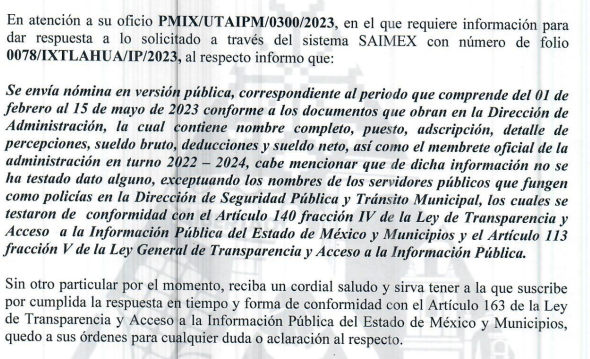 En atención a su oficio PMIX/UTAIPM/0300/2023, en el que requiere información para
dar respuesta a lo solicitado a través del sistema SAIMEX con número de folio
0078/IXTLAHUA/IP/2023, al respecto informo que:
Se envía nómina en versión pública, correspondiente al periodo que comprende del 01 de
febrero al 15 de mayo de 2023 conforme a los documentos que obran en la Dirección de
Administración, la cual contiene nombre completo, puesto, adscripción, detalle de
percepciones, sueldo bruto, deducciones y sueldo neto, así como el membrete oficial de la
administración en turno 2022 – 2024, cabe mencionar que de dicha información no se
ha testado dato alguno, exceptuando los nombres de los servidores públicos que fungen
como policías en la Dirección de Seguridad Pública y Tránsito Municipal, los cuales se
testaron de conformidad con el Artículo 140 fracción IV de la Ley de Transparencia y
Acceso a la Información Pública del Estado de México y Municipios y el Artículo 113
fracción V de la Ley General de Transparencia y Acceso a la Información Pública.
Sin otro particular por el momento, reciba un cordial saludo y sirva tener a la que suscribe
por cumplida la respuesta en tiempo y forma de conformidad con el Artículo 163 de la Ley
de Transparencia y Acceso a la Información Pública del Estado de México y Municipios,
quedo a sus órdenes para cualquier duda o aclaración al respecto.